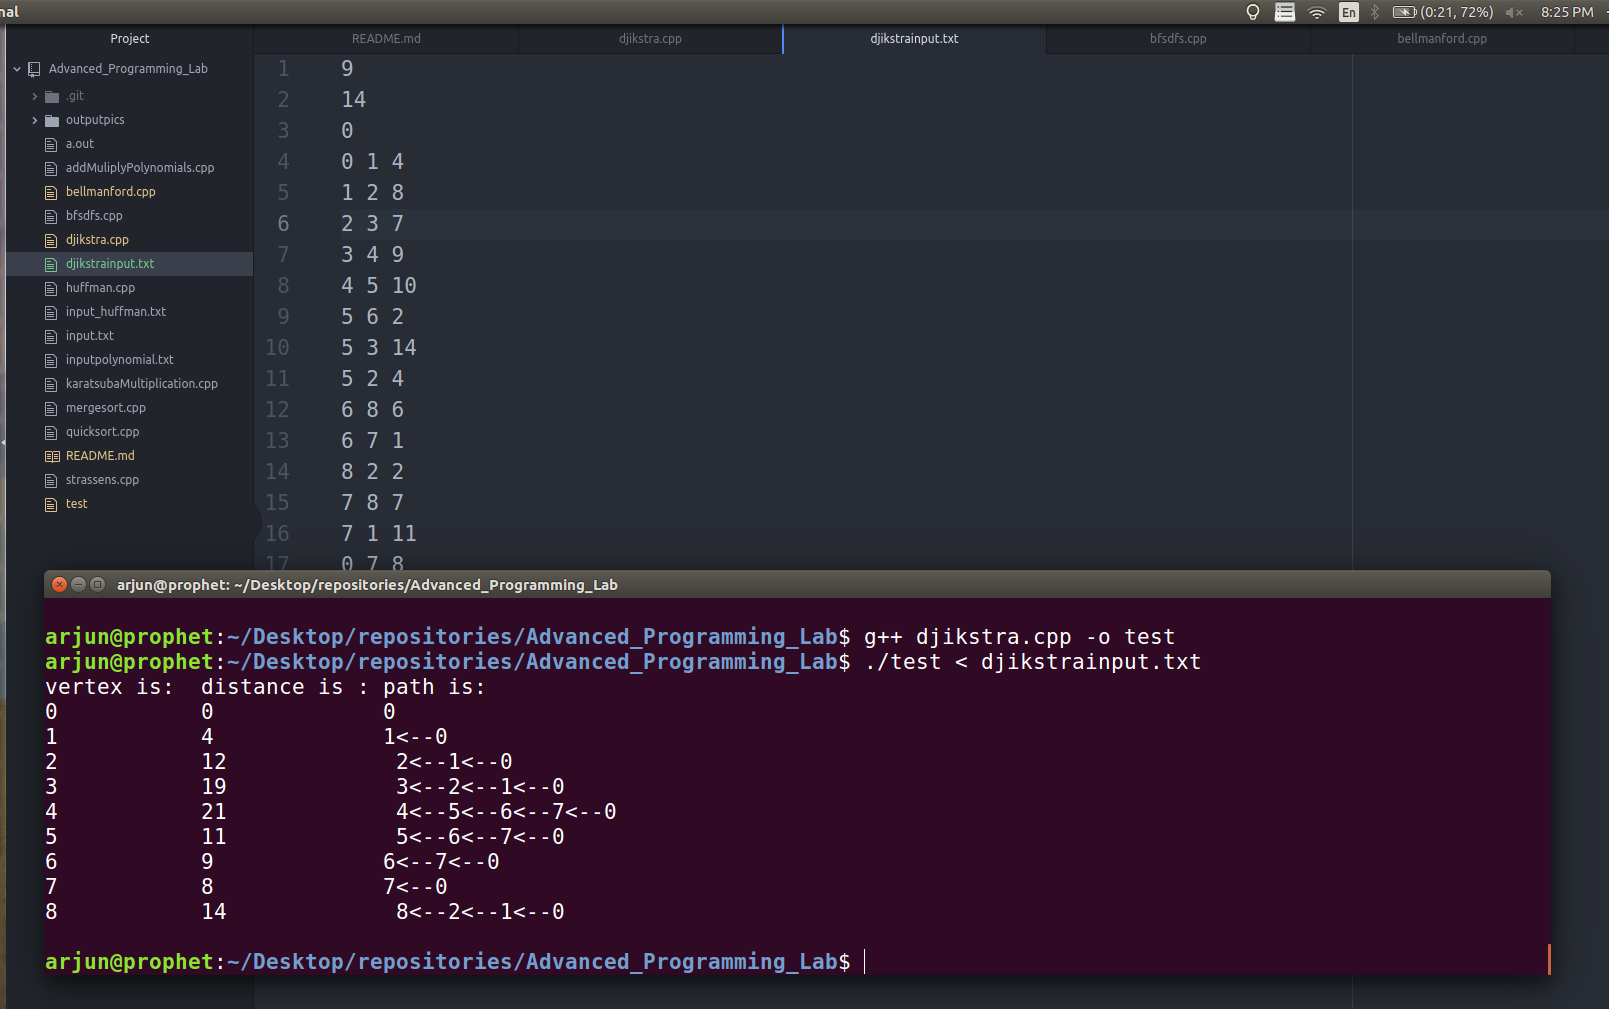 nal En (0:21, 72%) 8:25 PM
Project
README.md djikstra.cpp djikstrainput.txt bfsdfs.cpp bellmanford.cpp
Advanced_Programming_Lab
.git
outputpics
a.out
addMuliplyPolynomials.cpp
bellmanford.cpp
bfsdfs.cpp
djikstra.cpp
djikstrainput.txt
huffman.cpp
input_huffman.txt
input.txt
inputpolynomial.txt
karatsubaMultiplication.cpp
mergesort.cpp
quicksort.cpp
README.md
strassens.cpp
test
1 9
2 14
3 0
4 0 1 4
5 1 2 8
6 2 3 7
7 3 4 9
8 4 5 10
9 5 6 2
10 5 3 14
11 5 2 4
12 6 8 6
13 6 7 1
14 8 2 2
15 7 8 7
16 7 1 11
17 0 7 8
arjun@prophet: ~/Desktop/repositories/Advanced_Programming_Lab
arjun@prophet:~/Desktop/repositories/Advanced_Programming_Lab$ g++ djikstra.cpp -o test
arjun@prophet:~/Desktop/repositories/Advanced_Programming_Lab$ ./test < djikstrainput.txt
vertex is: distance is : path is:
0 0 0
1 4 1<--0
2 12 2<--1<--0
3 19 3<--2<--1<--0
4 21 4<--5<--6<--7<--0
5 11 5<--6<--7<--0
6 9 6<--7<--0
7 8 7<--0
8 14 8<--2<--1<--0
arjun@prophet:~/Desktop/repositories/Advanced_Programming_Lab$